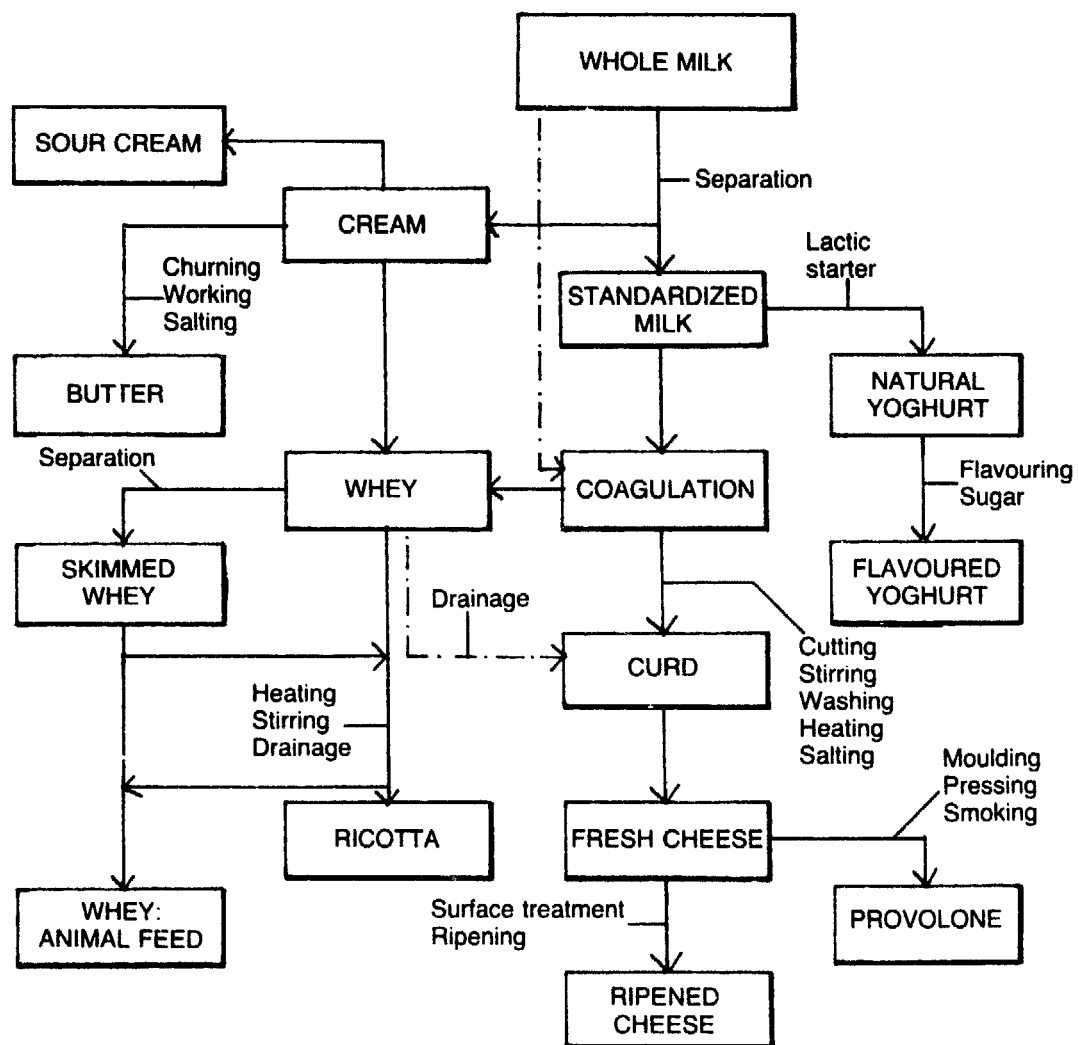 WHOLE MILK
SOUR CREAM
Separation
CREAM
Lactic
starter
Churning
Working
Salting
STANDARDIZED
MILK
BUTTER
NATURAL
YOGHURT
Separation
WHEY
COAGULATION
Flavouring
Sugar
SKIMMED
WHEY
FLAVOURED
YOGHURT
Drainage
CURD
Cutting
Stirring
Washing
Heating
Salting
Heating
Stirring
Drainage
Moulding
Pressing
Smoking
RICOTTA
FRESH CHEESE
WHEY:
ANIMAL FEED
Surface treatment
Ripening
PROVOLONE
RIPENED
CHEESE